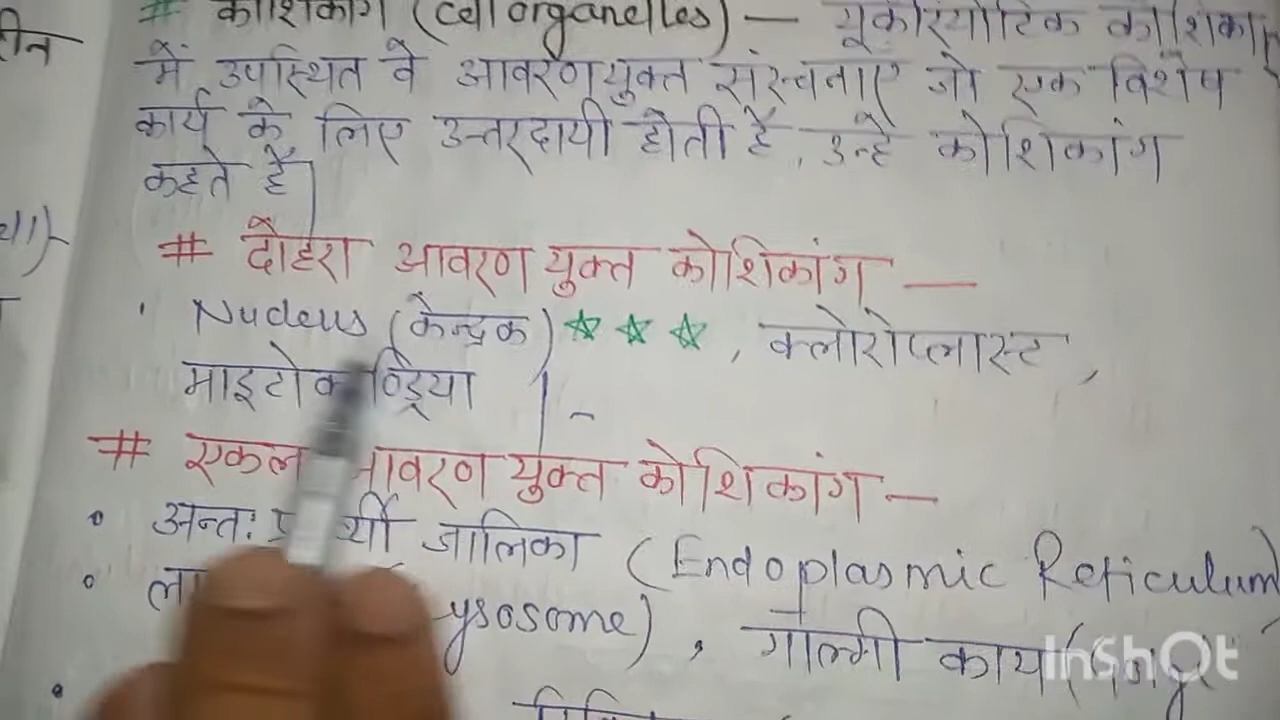 # कोशिकांग (cell organelles) — यूकैरियोटिक कोशिका
में उपस्थित वे आवरण युक्त संरचनाए जो एक विशेष
कार्य के लिए उत्तरदायी होती है, उन्हे कोशिकांग
कहते हैं।
# दोहरा आवरण युक्त कोशिकांग —
· Nucleus (केन्द्रक) ☆ ☆ ☆ , क्लोरोप्लास्ट ,
माइटोकाण्ड्रिया । -
# एकल आवरण युक्त कोशिकांग —
∘ अन्त: जालिका (Endoplasmic Reticulum)
∘ ysosome) , गाल्गी काय
InshOt